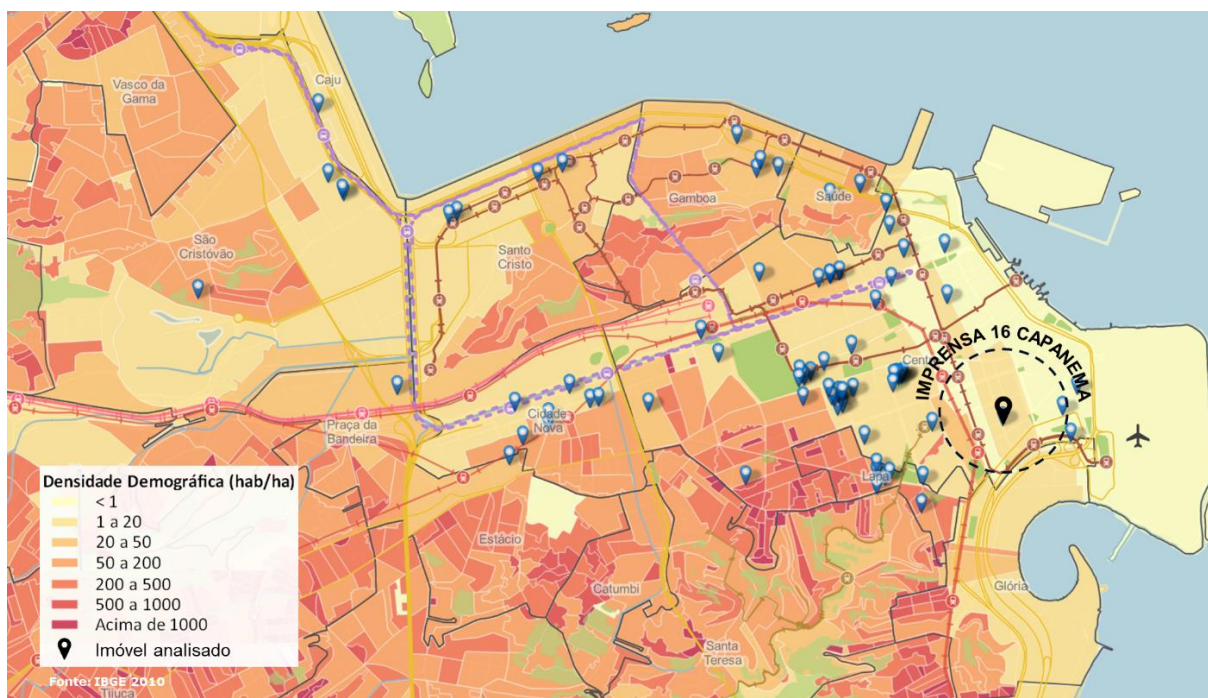 Caju
Vasco da
Gama
Gamboa
Saúde
São
Cristóvão
Santo
Cristo
IMPRENSA 16 CAPANEMA
Centro
Cidade
Nova
Praça da
Bandeira
Lapa
Densidade Demográfica (hab/ha)
< 1
1 a 20
20 a 50
50 a 200
200 a 500
500 a 1000
Acima de 1000
Imóvel analisado
Estácio
Catumbi
Glória
Santa
Teresa
Fonte: IBGE 2010
Tijuca